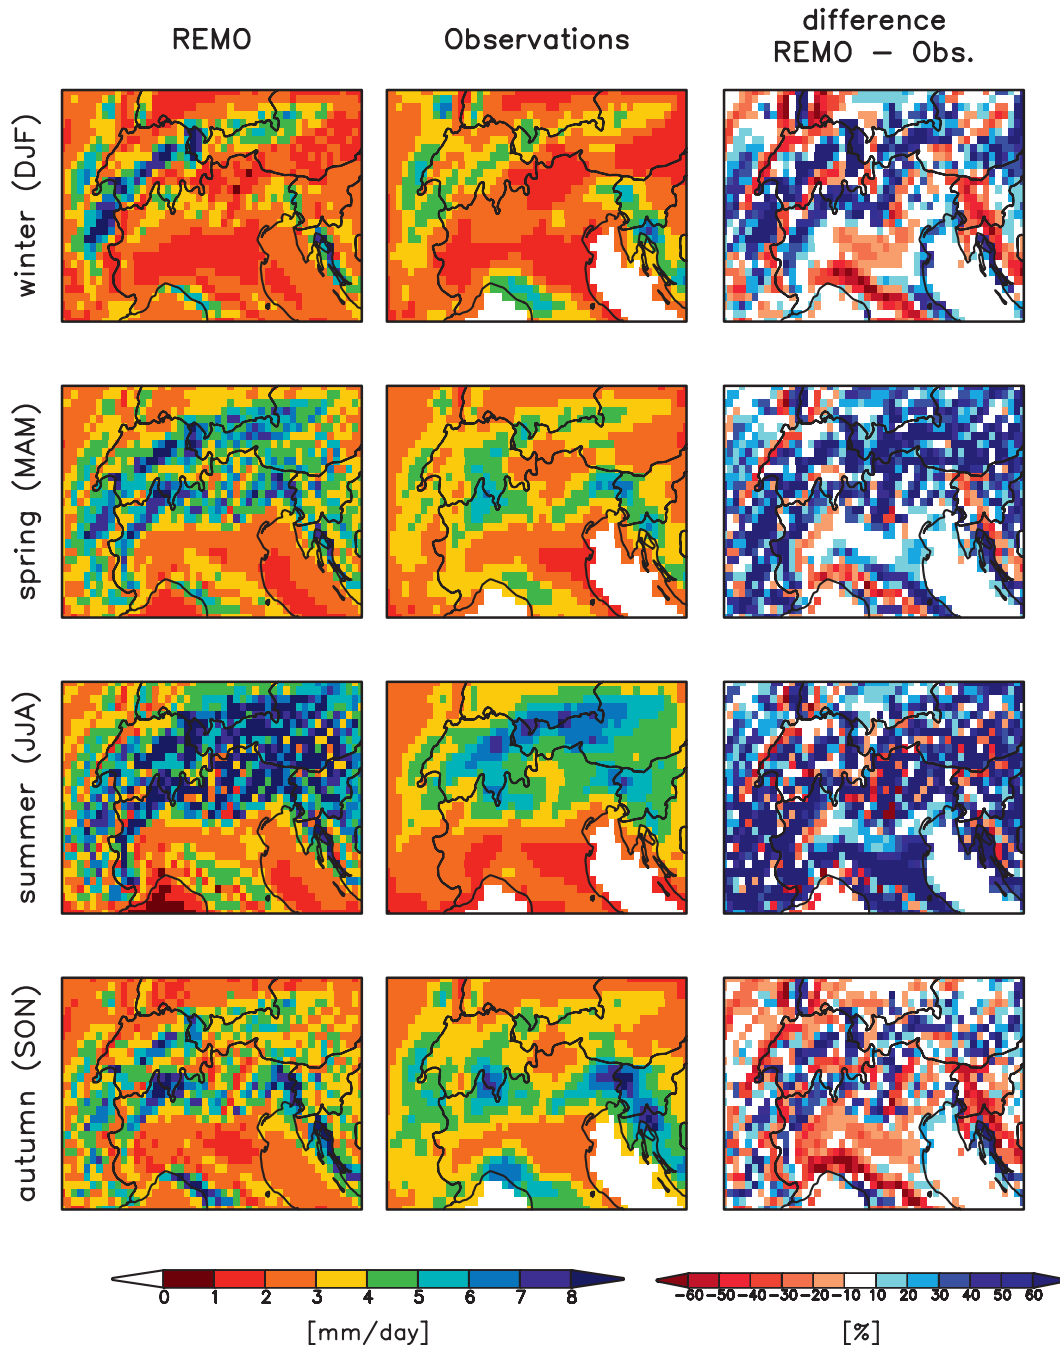 REMO
Observations
difference
REMO − Obs.
winter (DJF)
spring (MAM)
summer (JJA)
autumn (SON)
0 1 2 3 4 5 6 7 8
[mm/day]
−60 −50 −40 −30 −20 −10 10 20 30 40 50 60
[%]